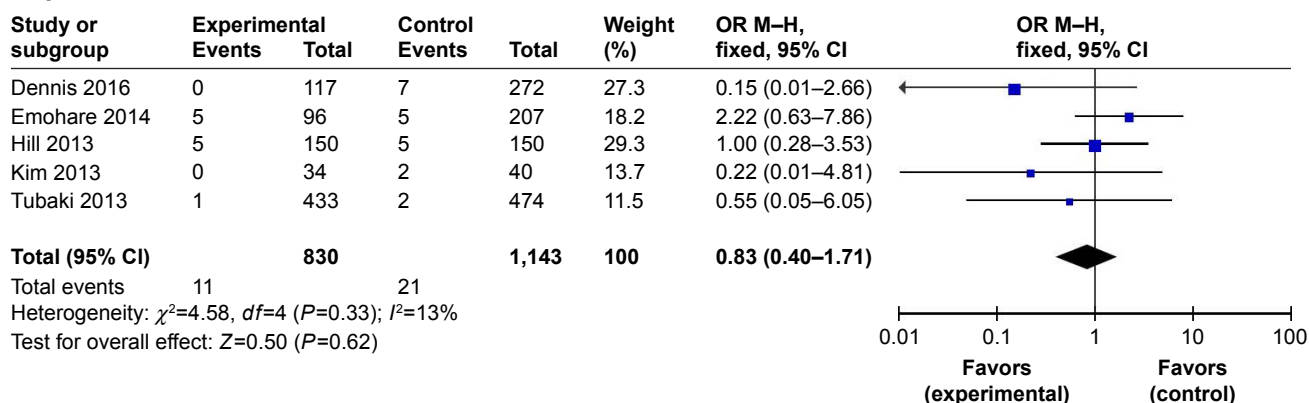 Study or subgroup Experimental Events Total Control Events Total Weight (%) OR M–H, fixed, 95% CI OR M–H, fixed, 95% CI
Dennis 2016 0 117 7 272 27.3 0.15 (0.01–2.66)
Emohare 2014 5 96 5 207 18.2 2.22 (0.63–7.86)
Hill 2013 5 150 5 150 29.3 1.00 (0.28–3.53)
Kim 2013 0 34 2 40 13.7 0.22 (0.01–4.81)
Tubaki 2013 1 433 2 474 11.5 0.55 (0.05–6.05)
Total (95% CI) 830 1,143 100 0.83 (0.40–1.71)
Total events 11 21
Heterogeneity: χ²=4.58, df=4 (P=0.33); I²=13%
Test for overall effect: Z=0.50 (P=0.62)
0.01 0.1 1 10 100
Favors (experimental) Favors (control)